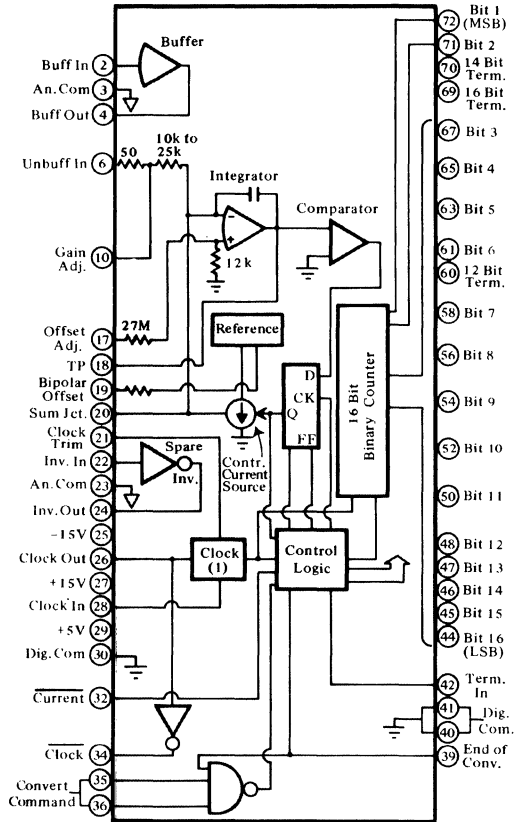 Buffer
Buff In 2
An. Com 3
Buff Out 4
Unbuff In 6
50
10k to
25k
Integrator
−
+
12k
Comparator
Gain
Adj.
10
Offset
Adj.
17
27M
TP 18
Bipolar
Offset
19
Sum Jct. 20
Clock
Trim
21
Inv. In 22
An. Com 23
Inv. Out 24
-15V 25
Clock Out 26
+15V 27
Clock In 28
+5V 29
Dig. Com 30
Current 32
Clock 34
Convert
Command
35
36
Reference
Spare
Inv.
Contr.
Current
Source
D
CK
Q
FF
16 Bit
Binary Counter
Clock
(1)
Control
Logic
72 Bit 1
(MSB)
71 Bit 2
70 14 Bit
Term.
69 16 Bit
Term.
67 Bit 3
65 Bit 4
63 Bit 5
61 Bit 6
60 12 Bit
Term.
58 Bit 7
56 Bit 8
54 Bit 9
52 Bit 10
50 Bit 11
48 Bit 12
47 Bit 13
46 Bit 14
45 Bit 15
44 Bit 16
(LSB)
42 Term.
In
41
40
Dig.
Com.
39 End of
Conv.